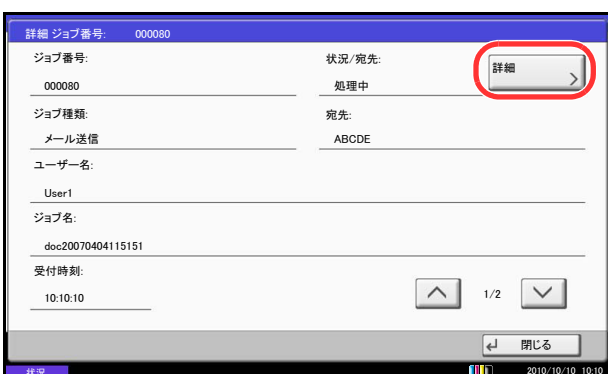 詳細 ジョブ番号: 000080
ジョブ番号:
000080
状況/宛先:
処理中
詳細
ジョブ種類:
メール送信
宛先:
ABCDE
ユーザー名:
User1
ジョブ名:
doc20070404115151
受付時刻:
10:10:10
1/2
閉じる
状況 2010/10/10 10:10